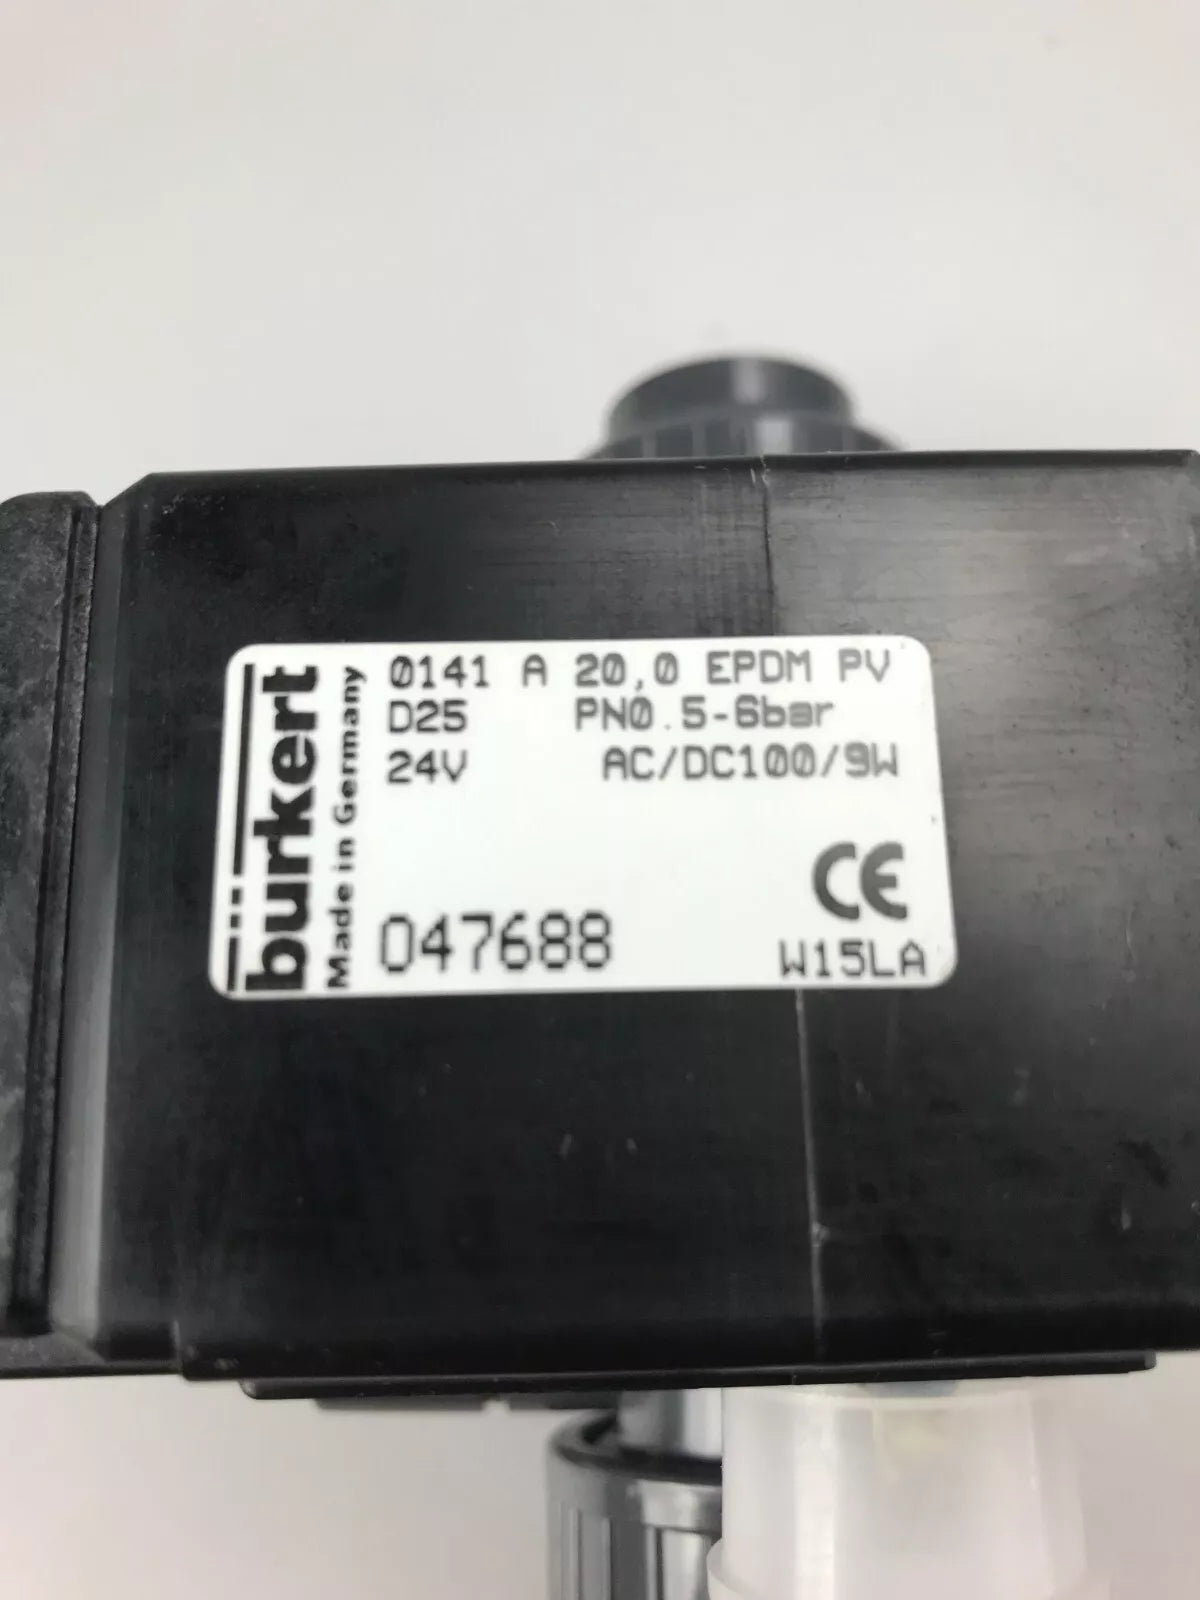 bürkert
Made in Germany
0141 A 20,0 EPDM PV
D25 PN0.5-6bar
24V AC/DC100/9W
CE
047688
W15LA